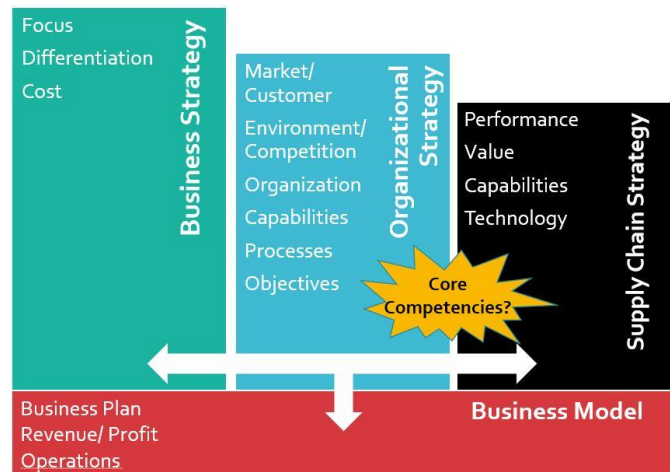 Focus
Differentiation
Cost
Business Strategy
Market/
Customer
Environment/
Competition
Organization
Capabilities
Processes
Objectives
Organizational
Strategy
Performance
Value
Capabilities
Technology
Supply Chain Strategy
Core
Competencies?
Business Plan
Revenue/ Profit
Operations
Business Model